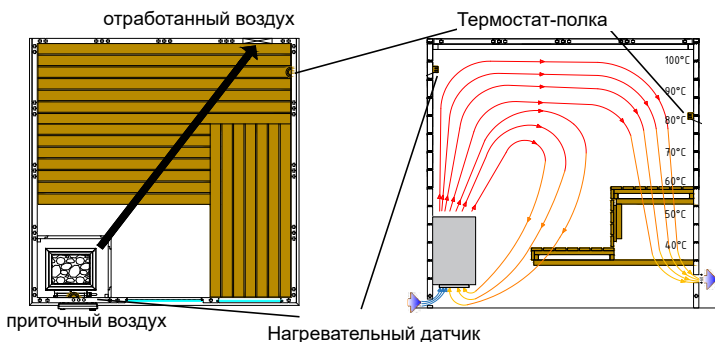 отработанный воздух
Термостат-полка
100°C
90°C
80°C
70°C
60°C
50°C
40°C
приточный воздух
Нагревательный датчик